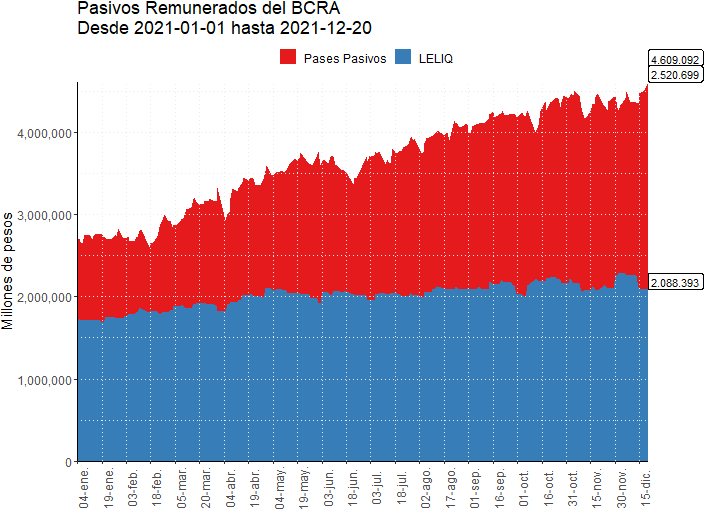 Pasivos Remunerados del BCRA
Desde 2021-01-01 hasta 2021-12-20
Pases Pasivos LELIQ
4.609.092
2.520.699
4,000,000
3,000,000
2.088.393
2,000,000
1,000,000
0
Millones de pesos
04-ene. 19-ene. 03-feb. 18-feb. 05-mar. 20-mar. 04-abr. 19-abr. 04-may. 19-may. 03-jun. 18-jun. 03-jul. 18-jul. 02-ago. 17-ago. 01-sep. 16-sep. 01-oct. 16-oct. 31-oct. 15-nov. 30-nov. 15-dic.